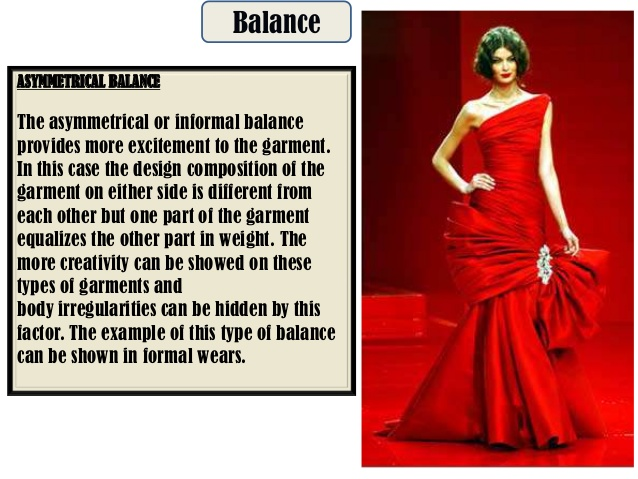 Balance
ASYMMETRICAL BALANCE
The asymmetrical or informal balance
provides more excitement to the garment.
In this case the design composition of the
garment on either side is different from
each other but one part of the garment
equalizes the other part in weight. The
more creativity can be showed on these
types of garments and
body irregularities can be hidden by this
factor. The example of this type of balance
can be shown in formal wears.